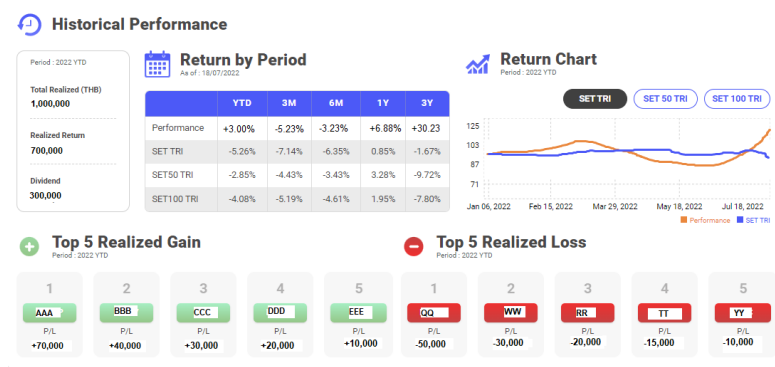 Historical Performance
Period : 2022 YTD
Total Realized (THB)
1,000,000
Realized Return
700,000
Dividend
300,000
Return by Period
As of : 18/07/2022
YTD 3M 6M 1Y 3Y
Performance +3.00% -5.23% -3.23% +6.88% +30.23
SET TRI -5.26% -7.14% -6.35% 0.85% -1.67%
SET50 TRI -2.85% -4.43% -3.43% 3.28% -9.72%
SET100 TRI -4.08% -5.19% -4.61% 1.95% -7.80%
Return Chart
Period : 2022 YTD
SET TRI SET 50 TRI SET 100 TRI
125
103
87
71
Jan 06, 2022 Feb 15, 2022 Mar 29, 2022 May 18, 2022 Jul 18, 2022
Performance SET TRI
Top 5 Realized Gain
Period : 2022 YTD
1 2 3 4 5
AAA BBB CCC DDD EEE
P/L P/L P/L P/L P/L
+70,000 +40,000 +30,000 +20,000 +10,000
Top 5 Realized Loss
Period : 2022 YTD
1 2 3 4 5
QQ WW RR TT YY
P/L P/L P/L P/L P/L
-50,000 -30,000 -20,000 -15,000 -10,000